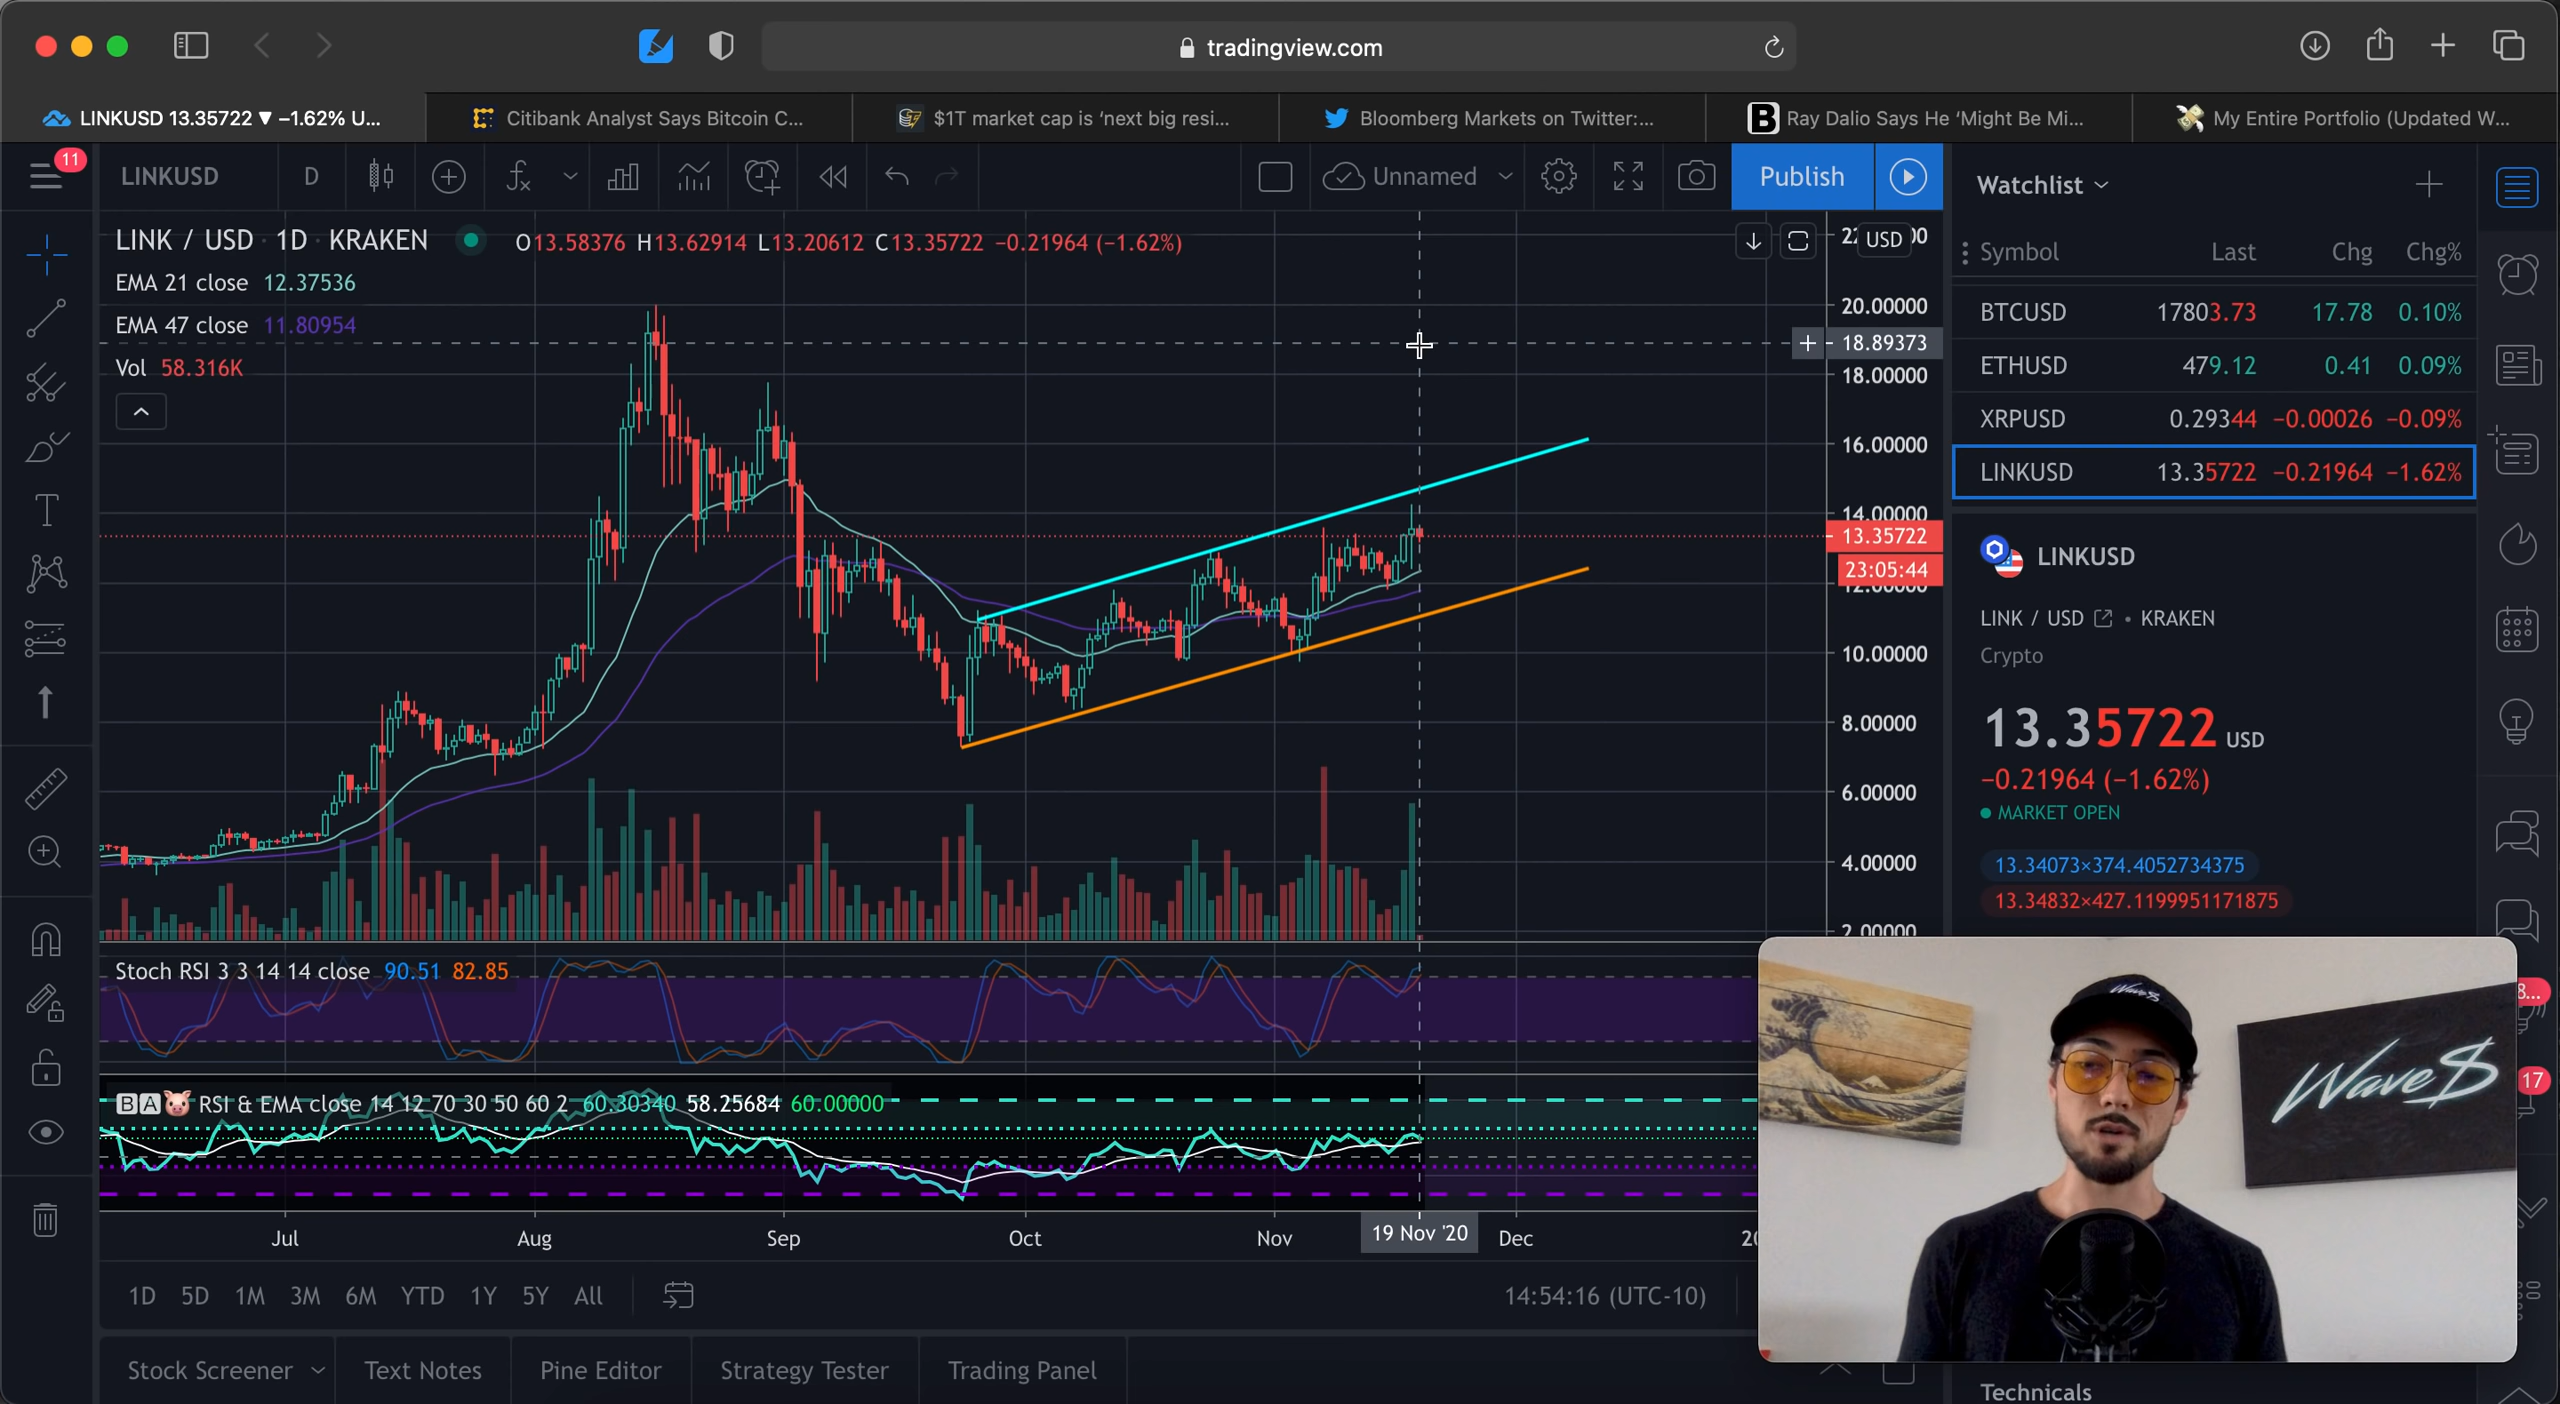 tradingview.com
LINKUSD 13.35722 ▼ −1.62% U...
Citibank Analyst Says Bitcoin C...
$1T market cap is ‘next big resi...
Bloomberg Markets on Twitter:...
Ray Dalio Says He ‘Might Be Mi...
My Entire Portfolio (Updated W...
11
LINKUSD
D
Unnamed
Publish
Watchlist
LINK / USD · 1D · KRAKEN
O13.58376 H13.62914 L13.20612 C13.35722 −0.21964 (−1.62%)
EMA 21 close 12.37536
EMA 47 close 11.80954
Vol 58.316K
USD
20.00000
18.89373
18.00000
16.00000
14.00000
13.35722
23:05:44
12.00000
10.00000
8.00000
6.00000
4.00000
2.00000
Symbol Last Chg Chg%
BTCUSD 17803.73 17.78 0.10%
ETHUSD 479.12 0.41 0.09%
XRPUSD 0.29344 −0.00026 −0.09%
LINKUSD 13.35722 −0.21964 −1.62%
LINKUSD
LINK / USD • KRAKEN
Crypto
13.35722 USD
−0.21964 (−1.62%)
MARKET OPEN
13.34073×374.4052734375
13.34832×427.1199951171875
Stoch RSI 3 3 14 14 close 90.51 82.85
BA🐷 RSI & EMA close 14 12 70 30 50 60 2 60.30340 58.25684 60.00000
Jul Aug Sep Oct Nov 19 Nov '20 Dec
1D 5D 1M 3M 6M YTD 1Y 5Y All
14:54:16 (UTC-10)
Stock Screener Text Notes Pine Editor Strategy Tester Trading Panel
Wave$
Wave$
8...
17
Technicals